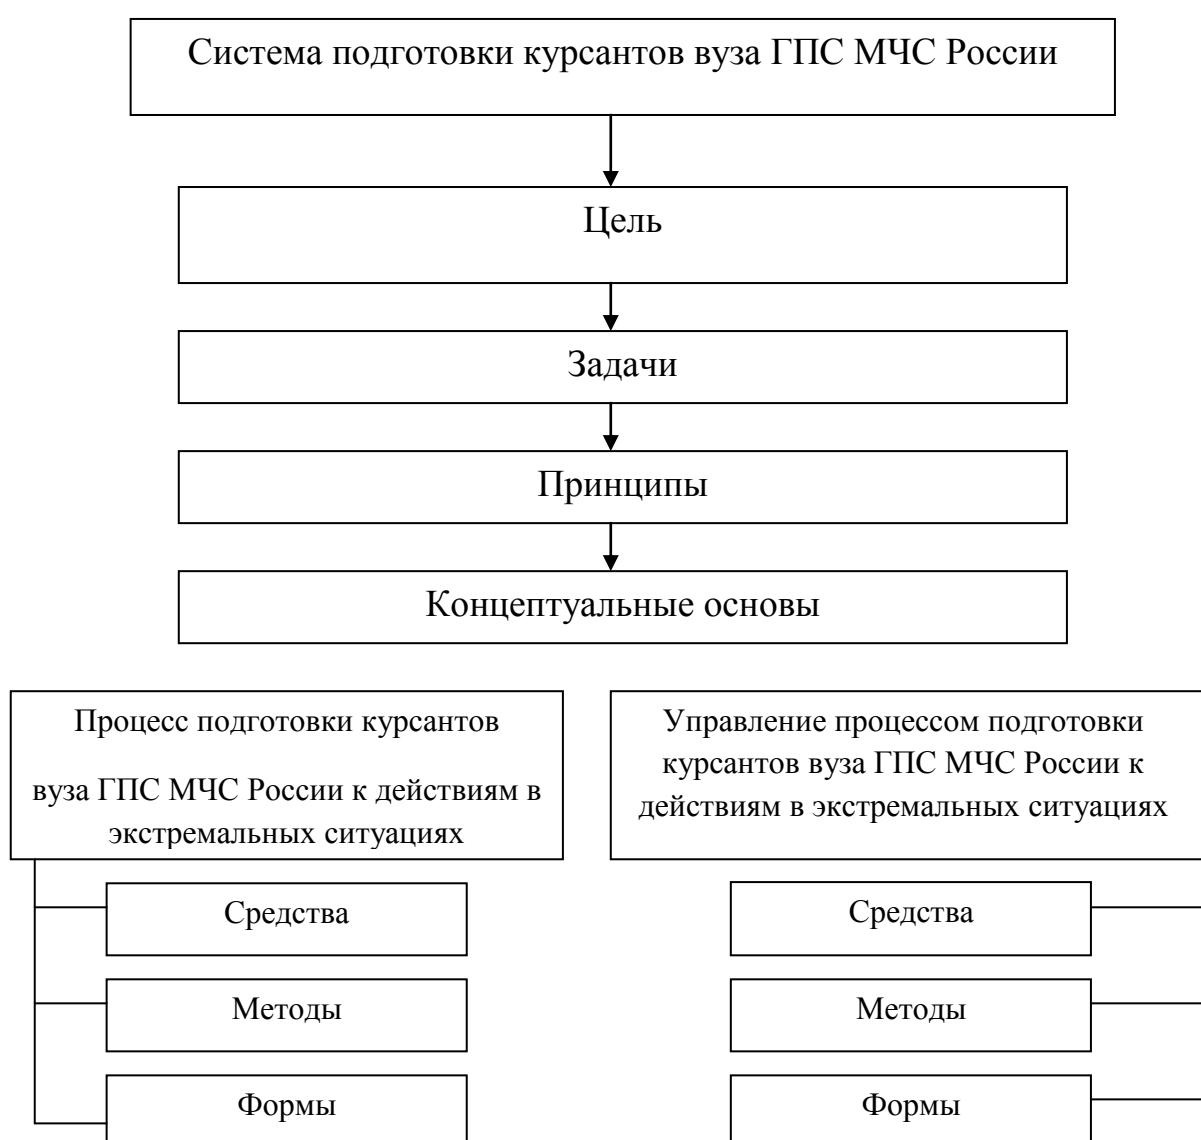 Система подготовки курсантов вуза ГПС МЧС России
Цель
Задачи
Принципы
Концептуальные основы
Процесс подготовки курсантов
вуза ГПС МЧС России к действиям в
экстремальных ситуациях
Управление процессом подготовки
курсантов вуза ГПС МЧС России к
действиям в экстремальных ситуациях
Средства
Средства
Методы
Методы
Формы
Формы